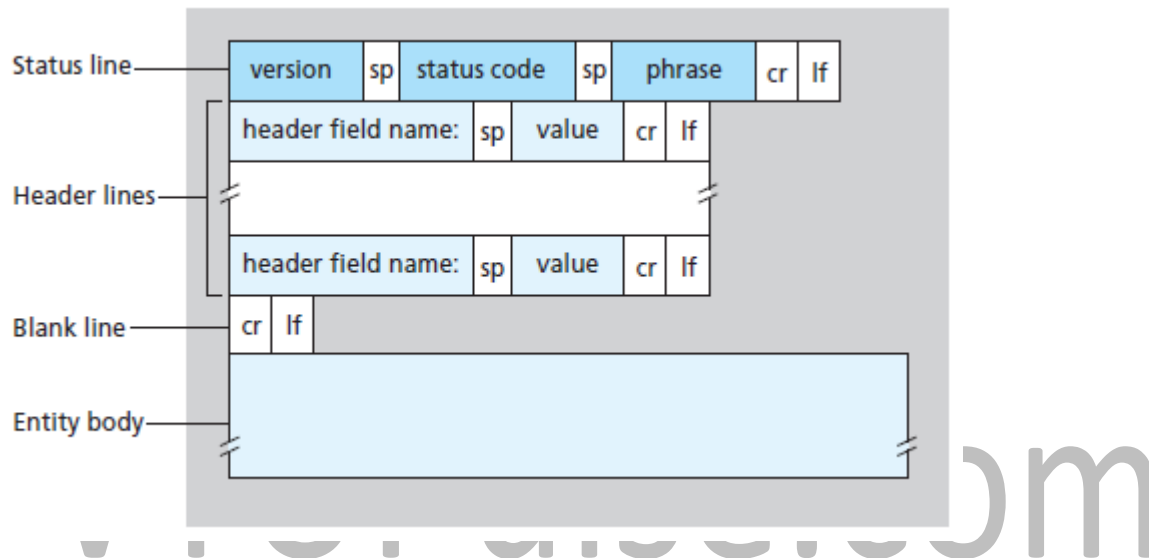 Status line version sp status code sp phrase cr lf
header field name: sp value cr lf
Header lines
header field name: sp value cr lf
Blank line cr lf
Entity body